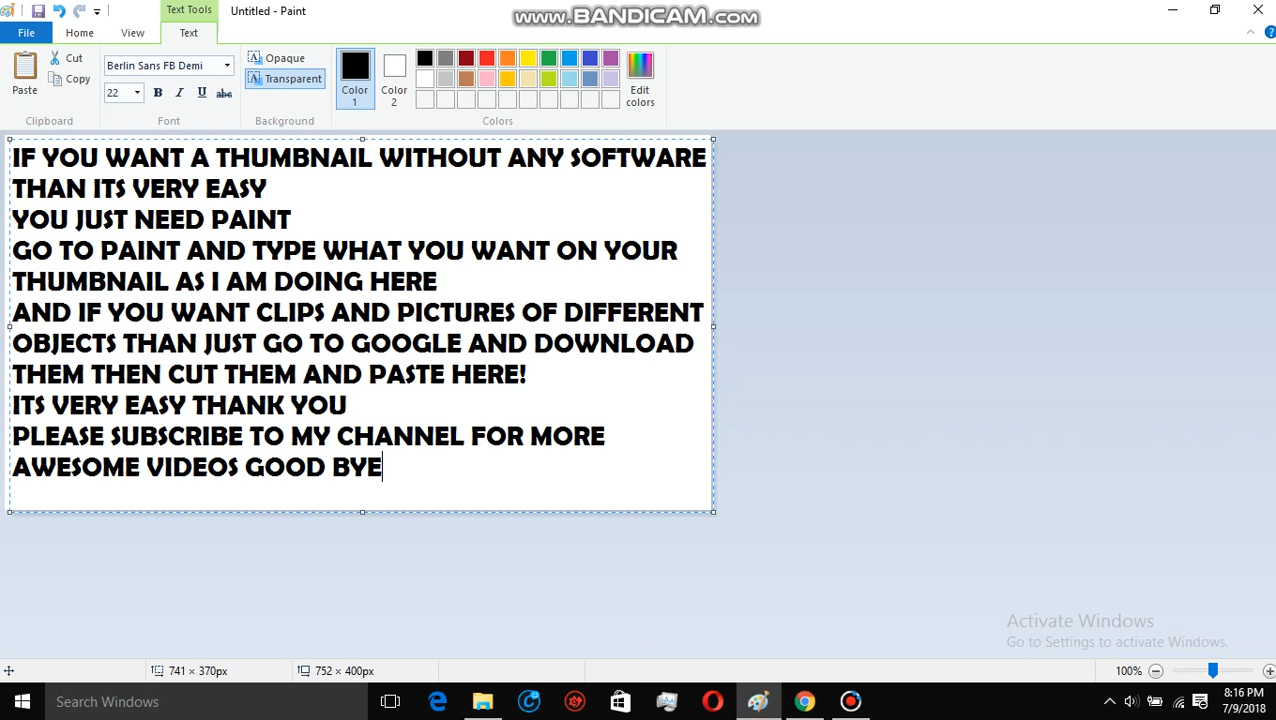 Text Tools
Untitled - Paint
www.BANDICAM.com
File
Home
View
Text
Paste
Cut
Copy
Clipboard
Berlin Sans FB Demi
22
B
I
U
abc
Font
Opaque
Transparent
Background
Color 1
Color 2
Edit colors
Colors
IF YOU WANT A THUMBNAIL WITHOUT ANY SOFTWARE
THAN ITS VERY EASY
YOU JUST NEED PAINT
GO TO PAINT AND TYPE WHAT YOU WANT ON YOUR
THUMBNAIL AS I AM DOING HERE
AND IF YOU WANT CLIPS AND PICTURES OF DIFFERENT
OBJECTS THAN JUST GO TO GOOGLE AND DOWNLOAD
THEM THEN CUT THEM AND PASTE HERE!
ITS VERY EASY THANK YOU
PLEASE SUBSCRIBE TO MY CHANNEL FOR MORE
AWESOME VIDEOS GOOD BYE
Activate Windows
Go to Settings to activate Windows.
741 × 370px
752 × 400px
100%
Search Windows
8:16 PM
7/9/2018